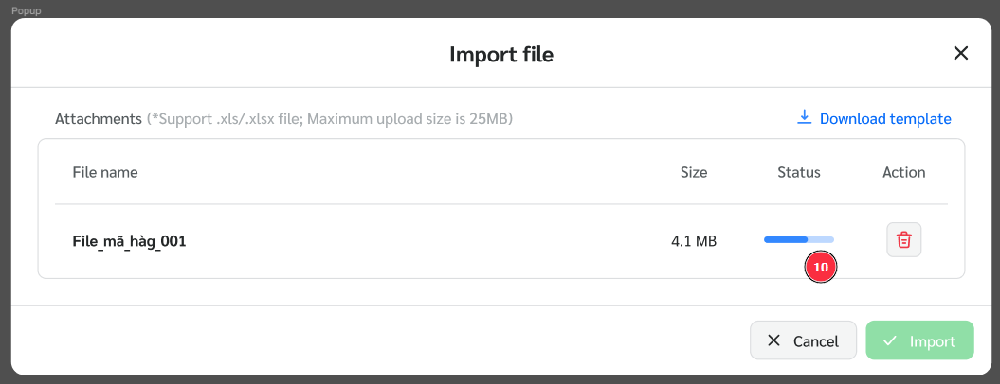 Popup
Import file
Attachments (*Support .xls/.xlsx file; Maximum upload size is 25MB)
Download template
File name Size Status Action
File_mã_hàg_001 4.1 MB
10
Cancel Import